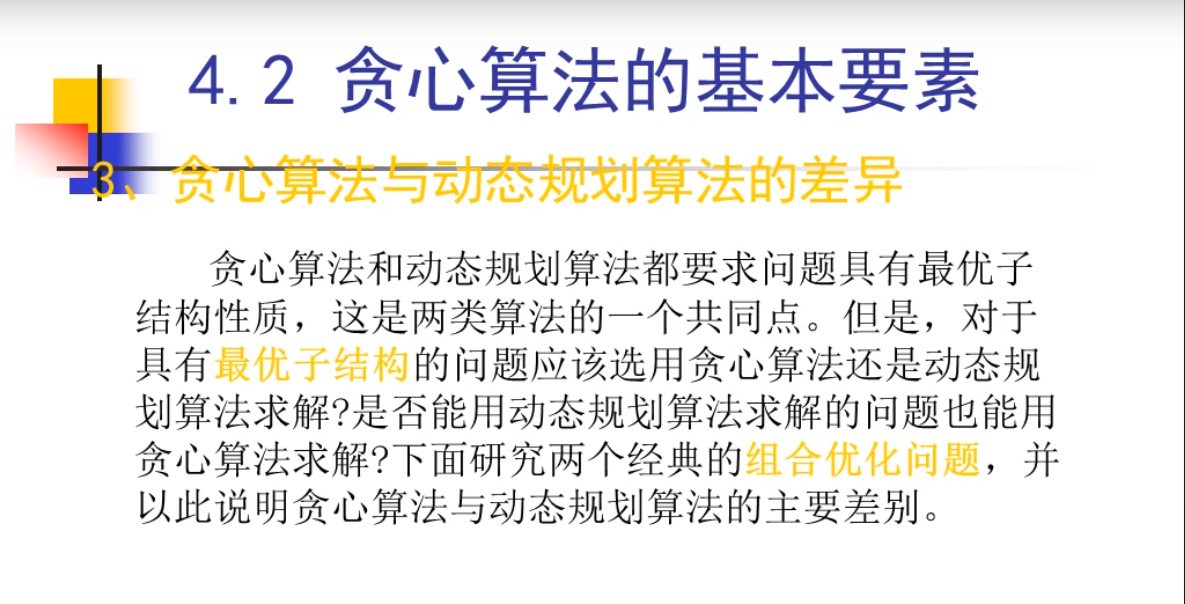 4.2 贪心算法的基本要素
3、贪心算法与动态规划算法的差异
贪心算法和动态规划算法都要求问题具有最优子
结构性质，这是两类算法的一个共同点。但是，对于
具有最优子结构的问题应该选用贪心算法还是动态规
划算法求解?是否能用动态规划算法求解的问题也能用
贪心算法求解?下面研究两个经典的组合优化问题，并
以此说明贪心算法与动态规划算法的主要差别。